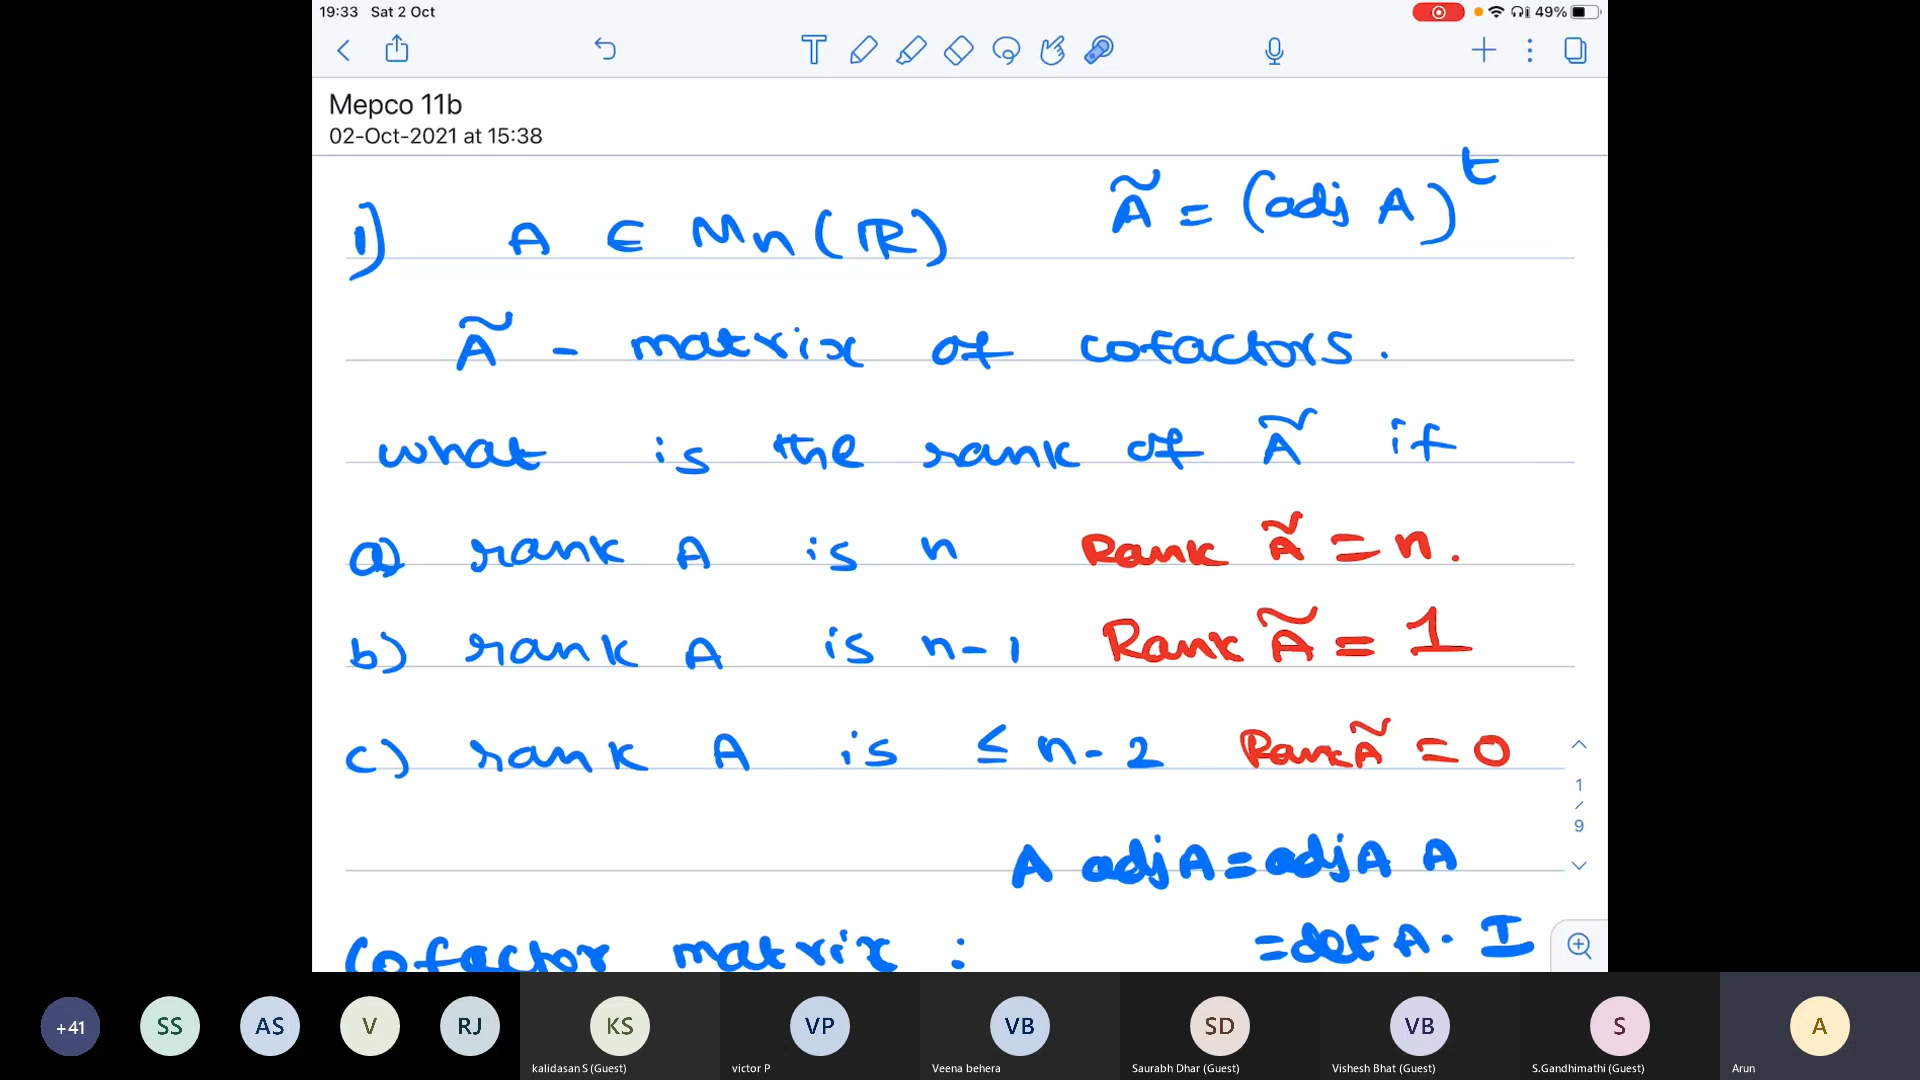 19:33 Sat 2 Oct 49%
T
Mepco 11b
02-Oct-2021 at 15:38
Ã = (adj A)^t
1) A ∈ Mn(ℝ)
Ã - matrix of cofactors.
what is the rank of Ã if
a) rank A is n Rank Ã = n.
b) rank A is n-1 Rank Ã = 1
c) rank A is ≤ n-2 Rank Ã = 0
1
/
9
A adjA = adjA A
= det A . I
Cofactor matrix :
+41 SS AS V RJ KS VP VB SD VB S A
kalidasan S (Guest) victor P Veena behera Saurabh Dhar (Guest) Vishesh Bhat (Guest) S.Gandhimathi (Guest) Arun